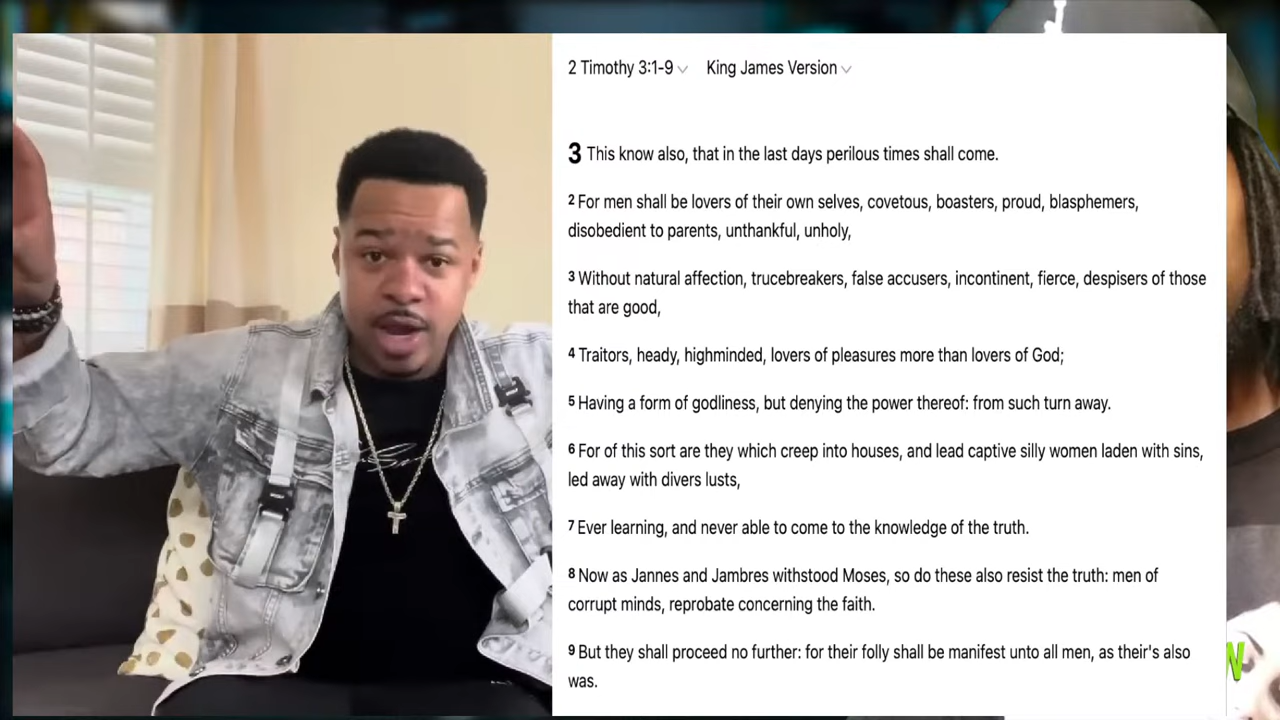 2 Timothy 3:1-9 King James Version
3 This know also, that in the last days perilous times shall come.
2 For men shall be lovers of their own selves, covetous, boasters, proud, blasphemers,
disobedient to parents, unthankful, unholy,
3 Without natural affection, trucebreakers, false accusers, incontinent, fierce, despisers of those
that are good,
4 Traitors, heady, highminded, lovers of pleasures more than lovers of God;
5 Having a form of godliness, but denying the power thereof: from such turn away.
6 For of this sort are they which creep into houses, and lead captive silly women laden with sins,
led away with divers lusts,
7 Ever learning, and never able to come to the knowledge of the truth.
8 Now as Jannes and Jambres withstood Moses, so do these also resist the truth: men of
corrupt minds, reprobate concerning the faith.
9 But they shall proceed no further: for their folly shall be manifest unto all men, as their's also
was.